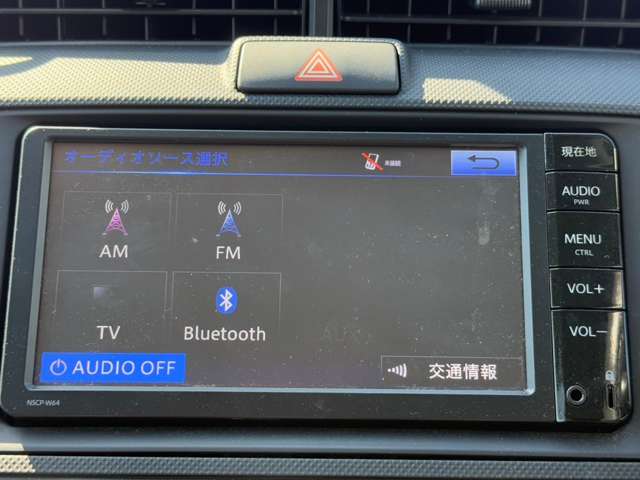 オーディオソース選択
未接続
現在地
AUDIO
PWR
MENU
CTRL
VOL+
VOL−
AM
FM
TV
Bluetooth
AUDIO OFF
交通情報
NSCP-W64